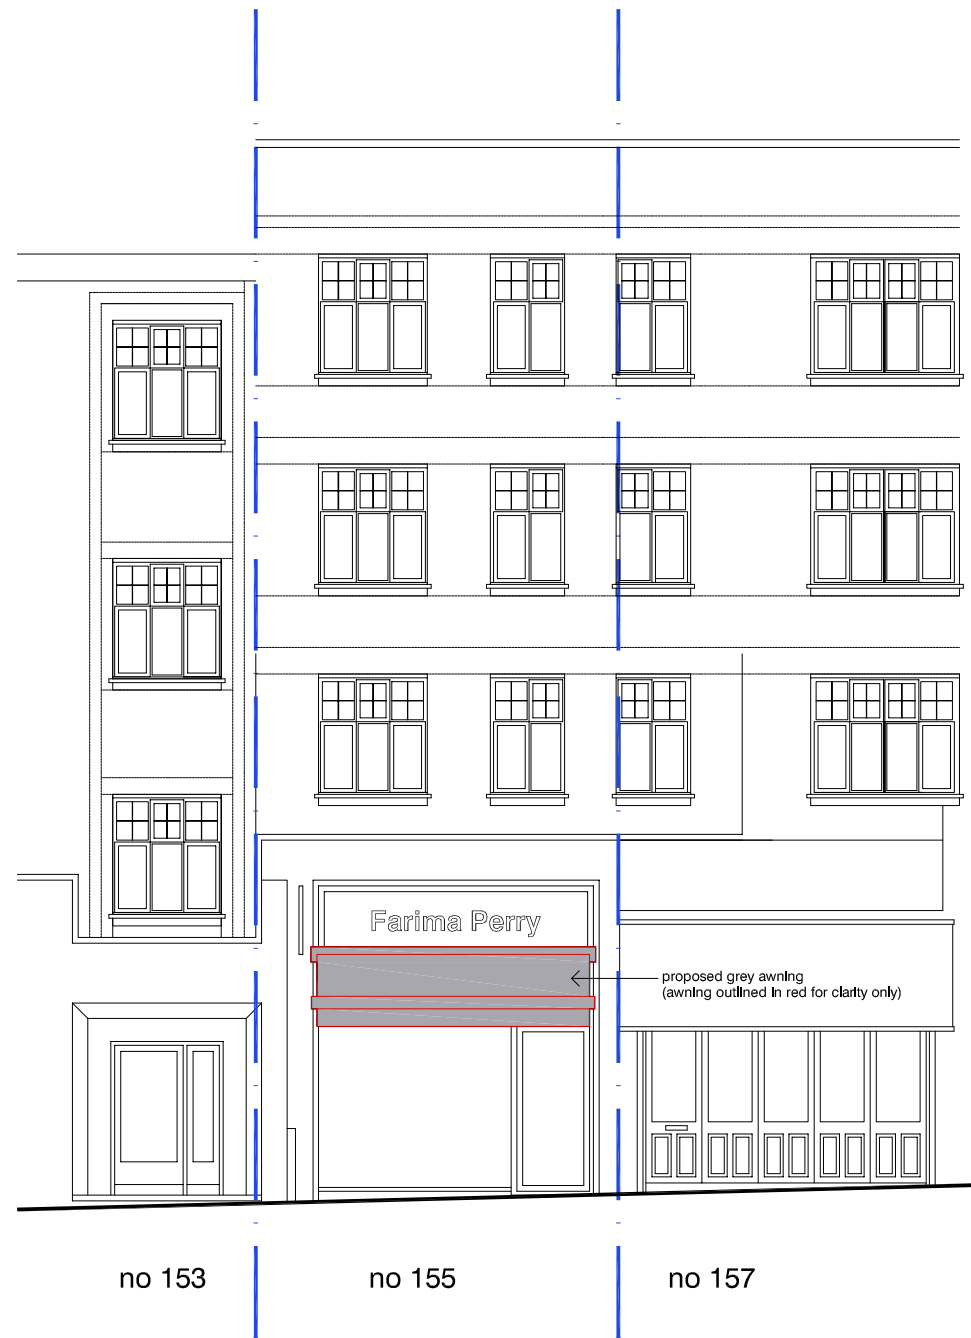 Farima Perry
proposed grey awning
(awning outlined in red for clarity only)
no 153
no 155
no 157